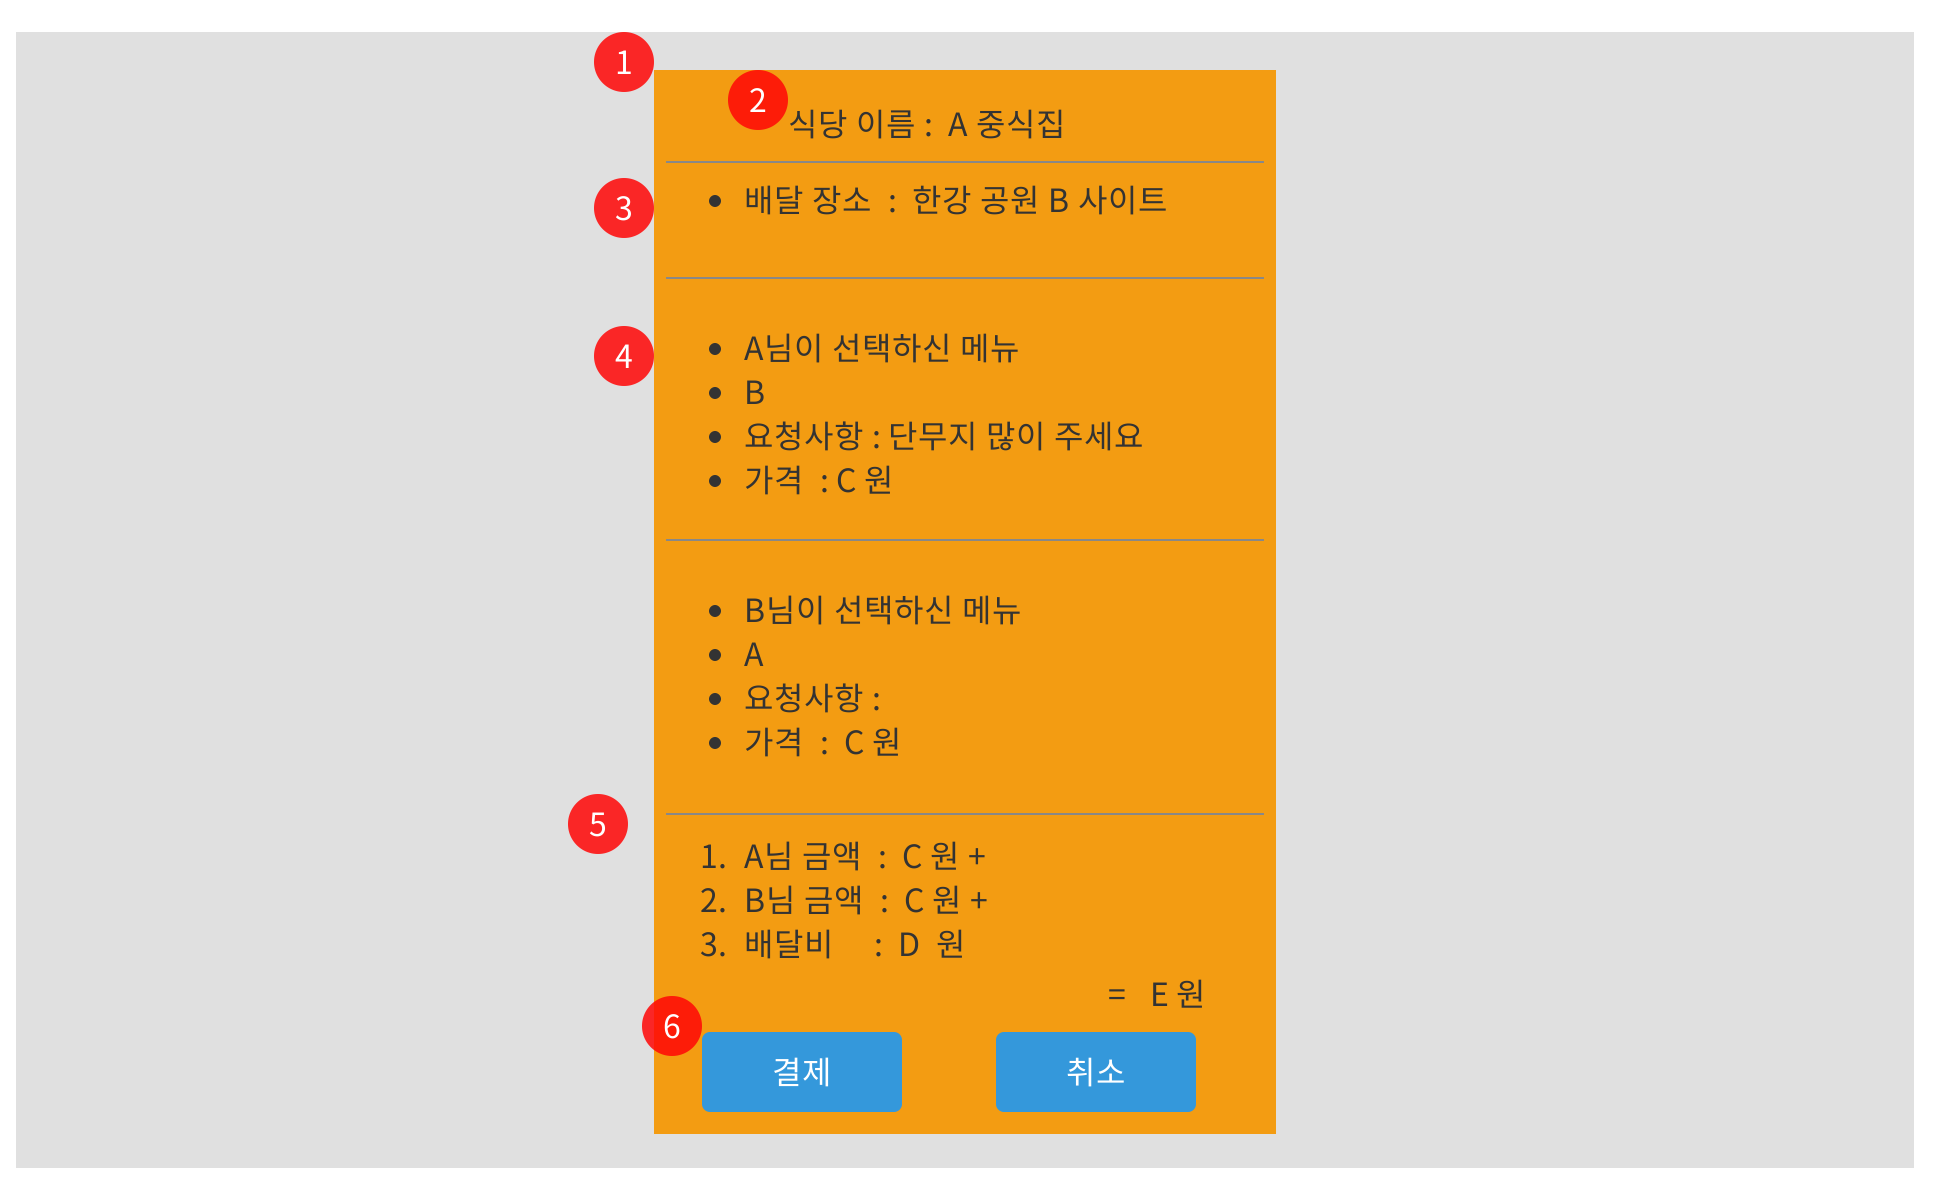 1
2
식당 이름 : A 중식집
3
• 배달 장소 : 한강 공원 B 사이트
4
• A님이 선택하신 메뉴
• B
• 요청사항 : 단무지 많이 주세요
• 가격 : C 원
• B님이 선택하신 메뉴
• A
• 요청사항 :
• 가격 : C 원
5
1. A님 금액 : C 원 +
2. B님 금액 : C 원 +
3. 배달비 : D 원
= E 원
6
결제 취소